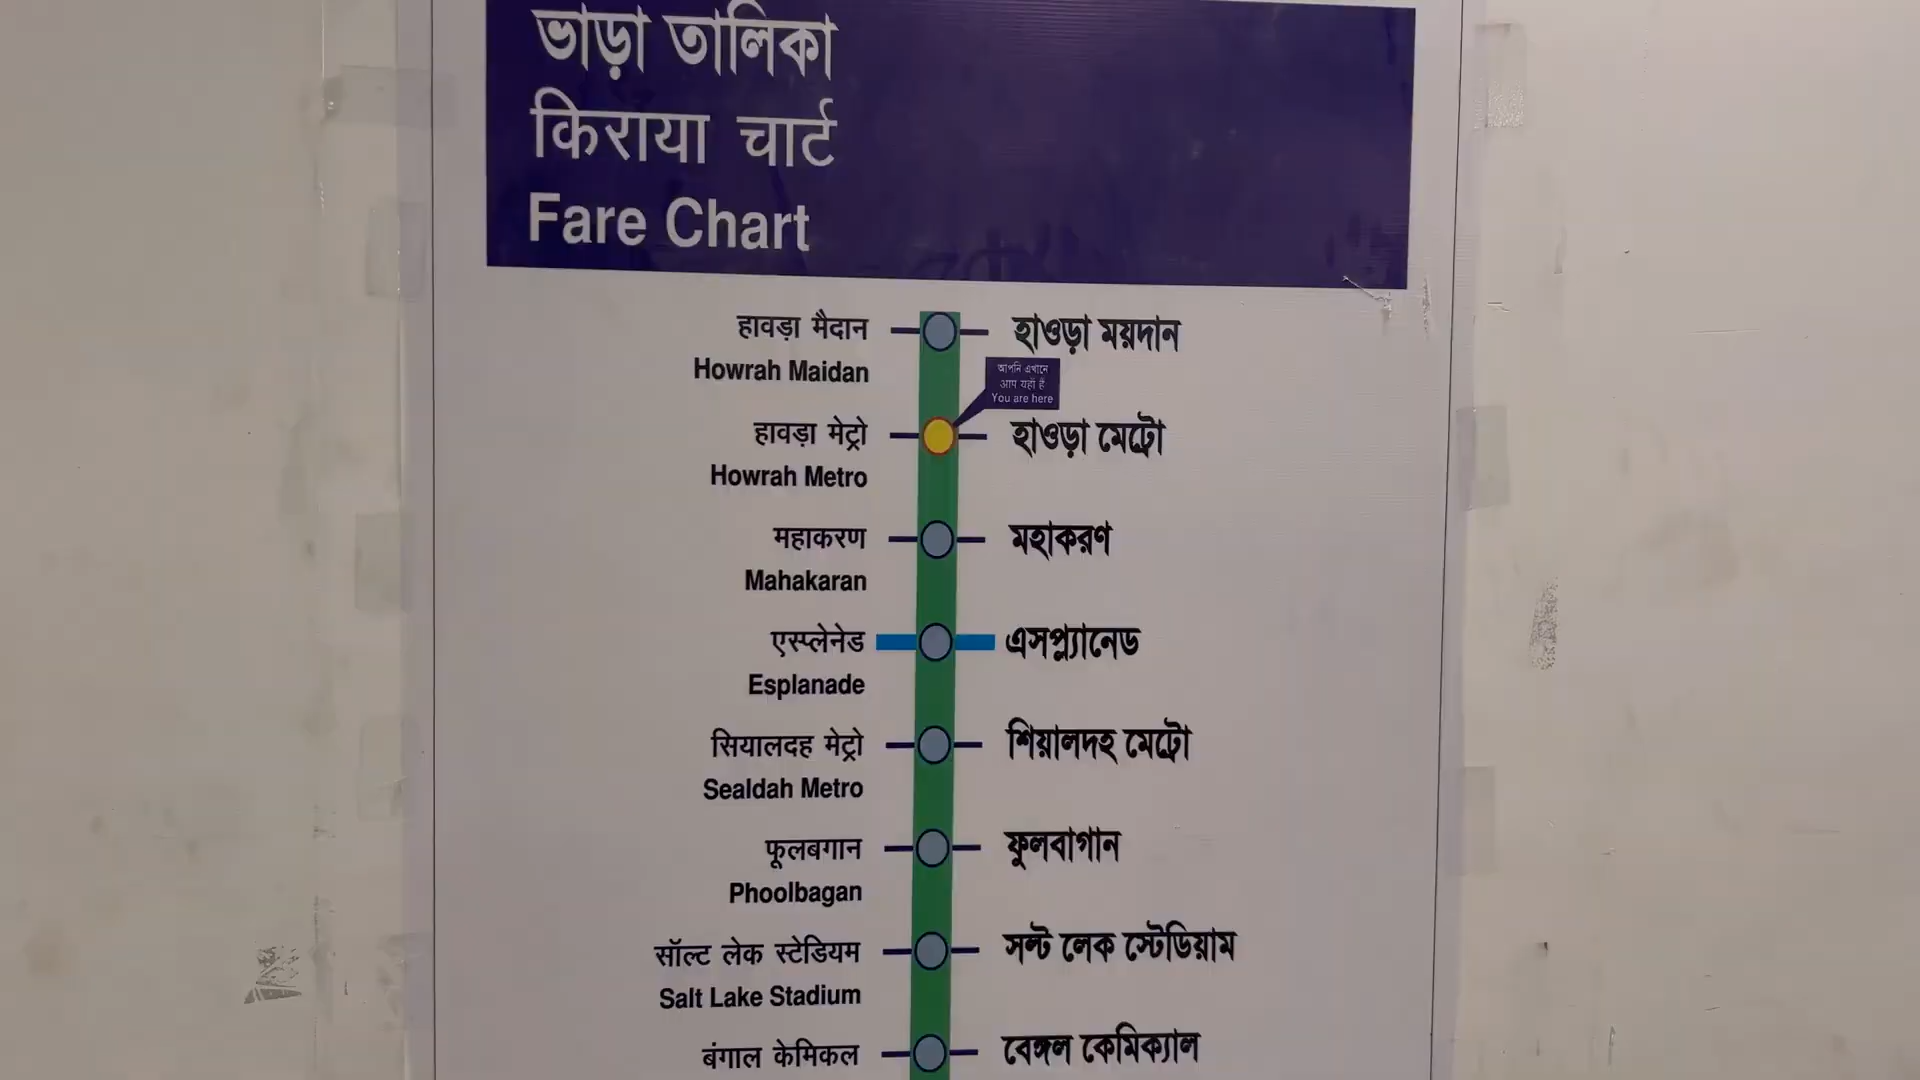 ভাড়া তালিকা
किराया चार्ट
Fare Chart
हावड़ा मैदान
হাওড়া ময়দান
Howrah Maidan
আপনি এখানে
आप यहाँ हैं
You are here
हावड़ा मेट्रो
হাওড়া মেট্রো
Howrah Metro
महाकरण
মহাকরণ
Mahakaran
एस्प्लेनेड
এসপ্ল্যানেড
Esplanade
सियालदह मेट्रो
শিয়ালদহ মেট্রো
Sealdah Metro
फूलबगान
ফুলবাগান
Phoolbagan
सॉल्ट लेक स्टेडियम
সল্ট লেক স্টেডিয়াম
Salt Lake Stadium
बंगाल केमिकल
বেঙ্গল কেমিক্যাল